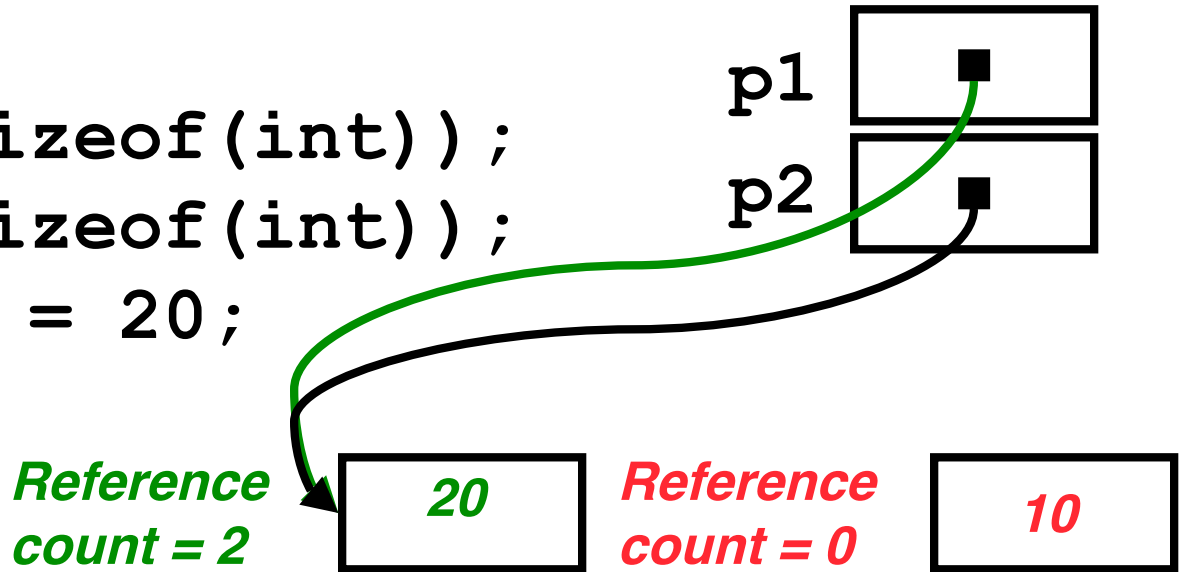 p1
izeof(int));
p2
izeof(int));
= 20;
Reference
count = 2
20
Reference
count = 0
10